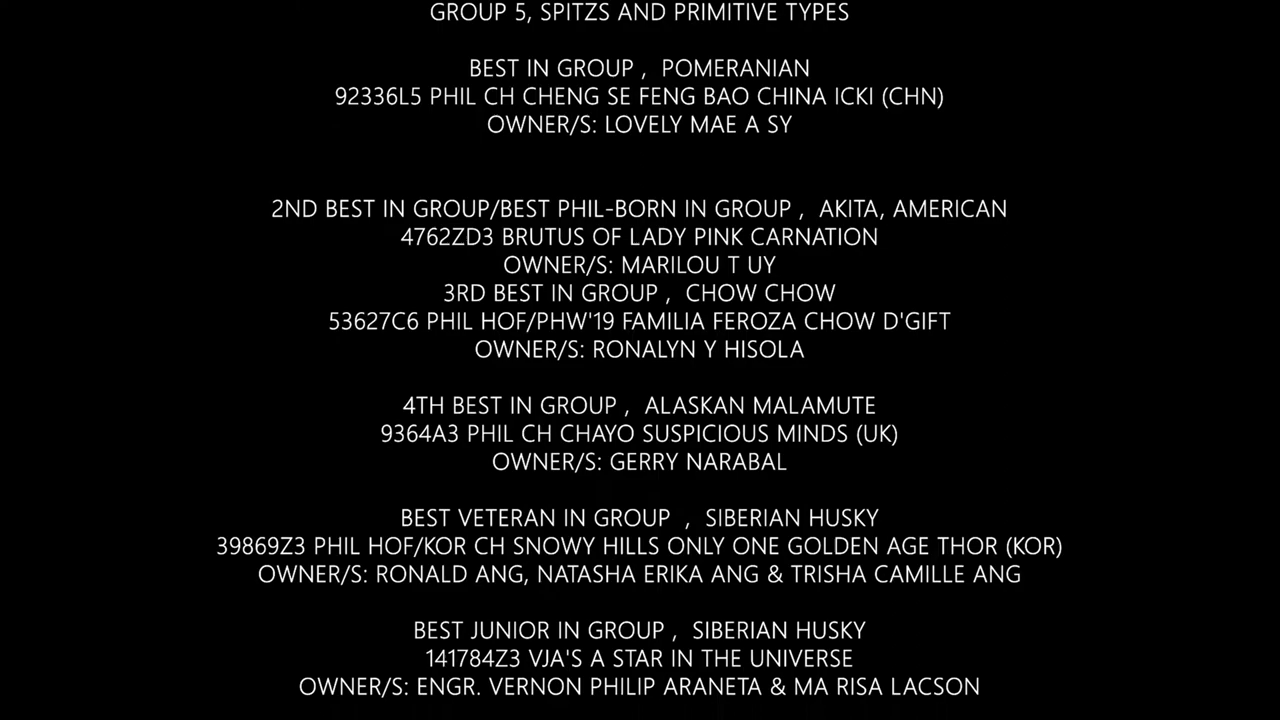 GROUP 5, SPITZS AND PRIMITIVE TYPES
BEST IN GROUP , POMERANIAN
92336L5 PHIL CH CHENG SE FENG BAO CHINA ICKI (CHN)
OWNER/S: LOVELY MAE A SY
2ND BEST IN GROUP/BEST PHIL-BORN IN GROUP , AKITA, AMERICAN
4762ZD3 BRUTUS OF LADY PINK CARNATION
OWNER/S: MARILOU T UY
3RD BEST IN GROUP , CHOW CHOW
53627C6 PHIL HOF/PHW'19 FAMILIA FEROZA CHOW D'GIFT
OWNER/S: RONALYN Y HISOLA
4TH BEST IN GROUP , ALASKAN MALAMUTE
9364A3 PHIL CH CHAYO SUSPICIOUS MINDS (UK)
OWNER/S: GERRY NARABAL
BEST VETERAN IN GROUP , SIBERIAN HUSKY
39869Z3 PHIL HOF/KOR CH SNOWY HILLS ONLY ONE GOLDEN AGE THOR (KOR)
OWNER/S: RONALD ANG, NATASHA ERIKA ANG & TRISHA CAMILLE ANG
BEST JUNIOR IN GROUP , SIBERIAN HUSKY
141784Z3 VJA'S A STAR IN THE UNIVERSE
OWNER/S: ENGR. VERNON PHILIP ARANETA & MA RISA LACSON